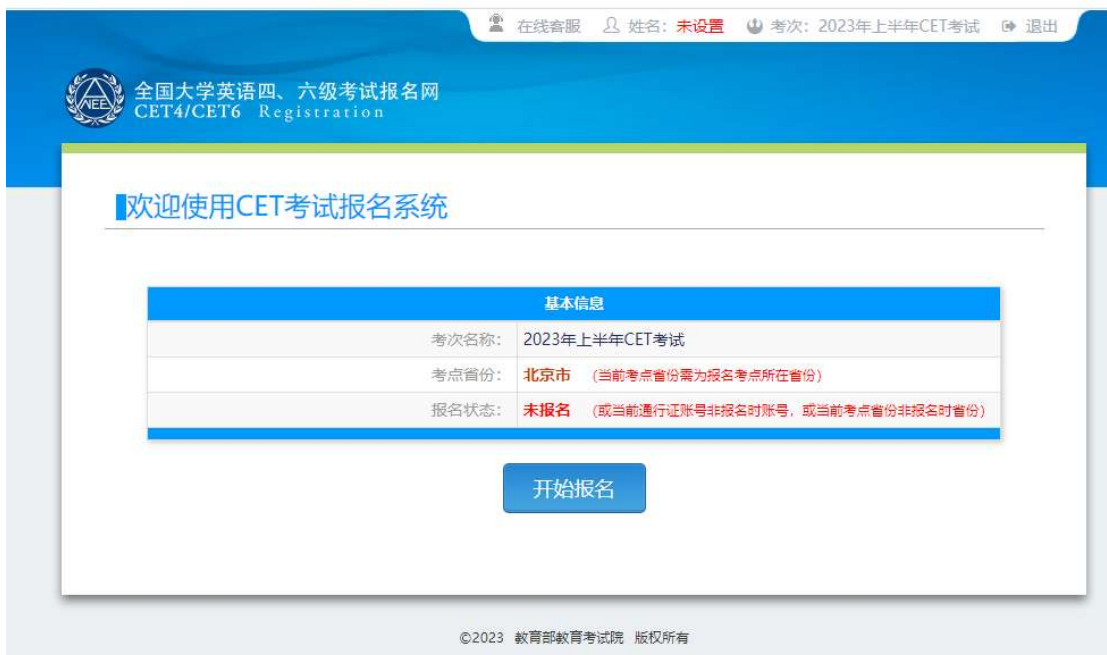 在线客服 姓名：未设置 考次：2023年上半年CET考试 退出
全国大学英语四、六级考试报名网
NEE
CET4/CET6 Registration
欢迎使用CET考试报名系统
基本信息
考次名称： 2023年上半年CET考试
考点省份： 北京市 （当前考点省份需为报名考点所在省份）
报名状态： 未报名 （或当前通行证账号非报名时账号，或当前考点省份非报名时省份）
开始报名
©2023 教育部教育考试院 版权所有